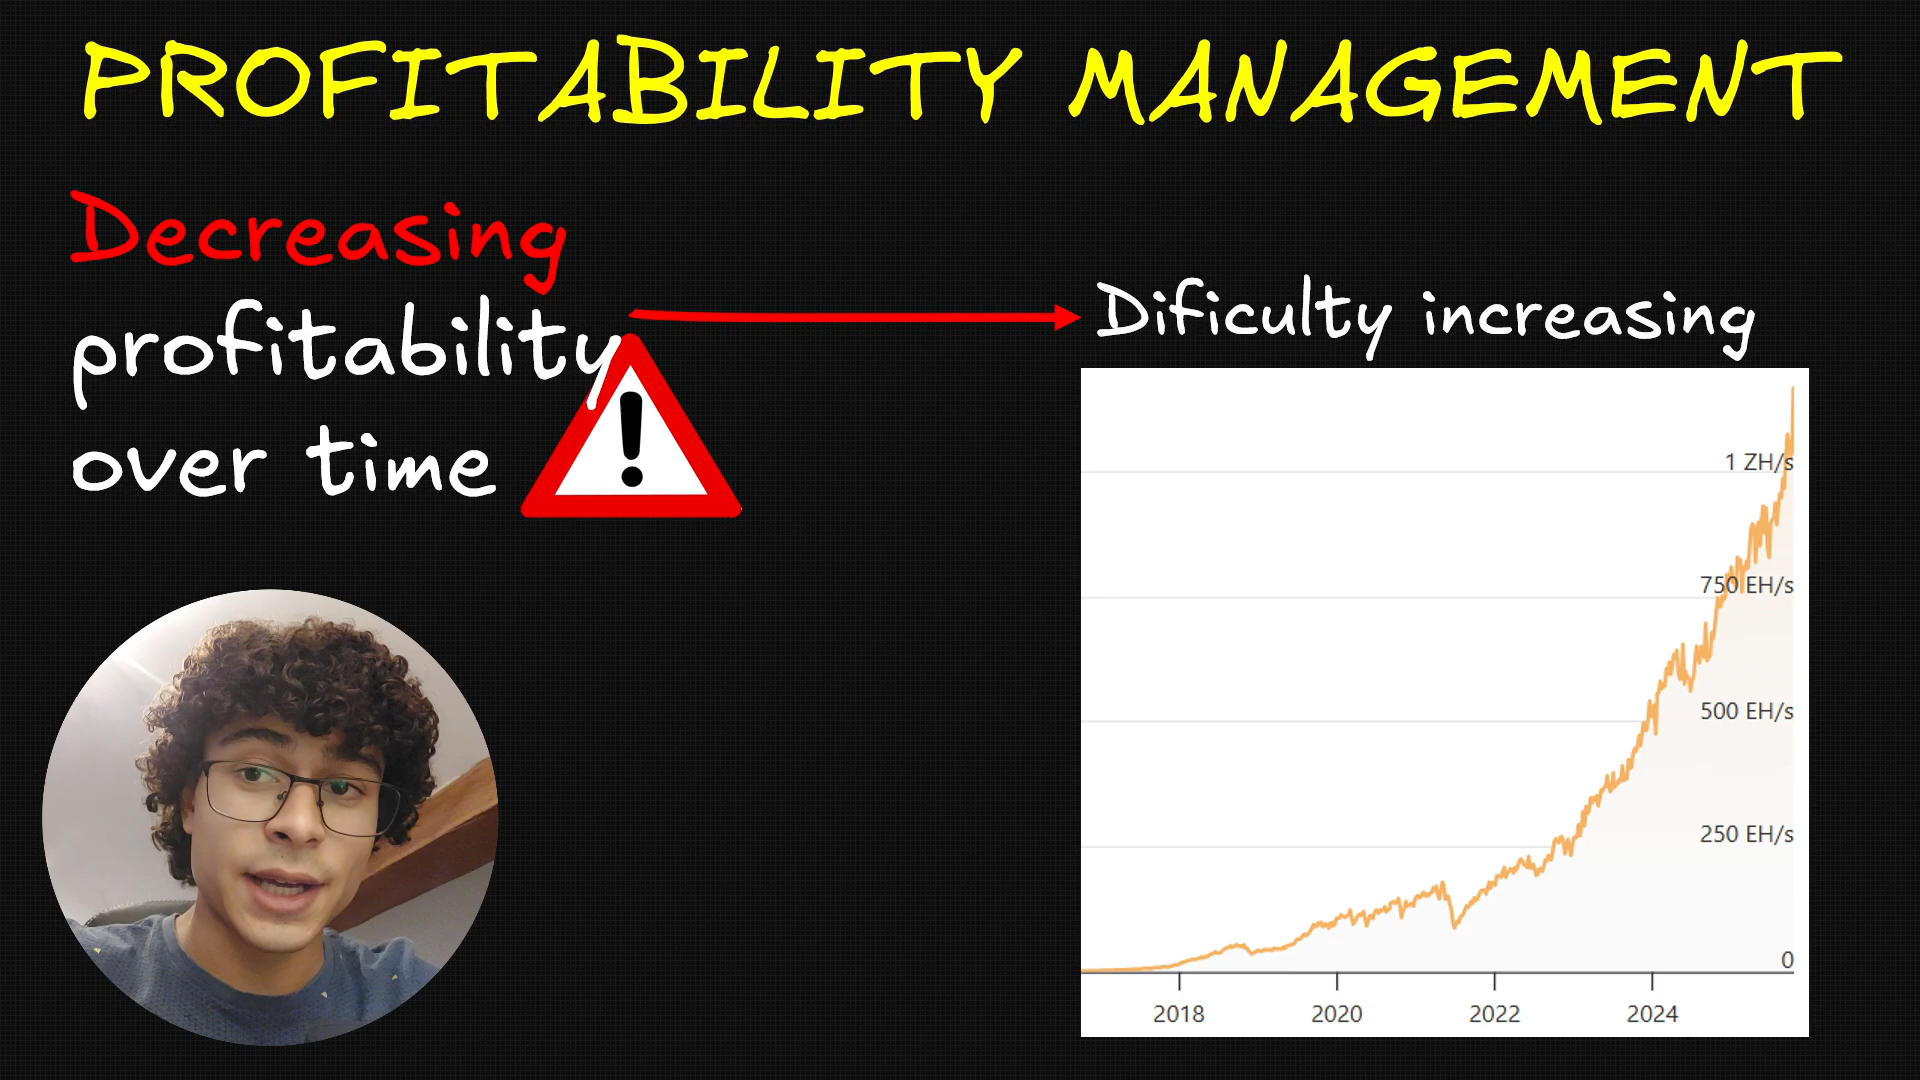 PROFITABILITY MANAGEMENT
Decreasing
profitability
over time
!
Dificulty increasing
1 ZH/s
750 EH/s
500 EH/s
250 EH/s
0
2018 2020 2022 2024